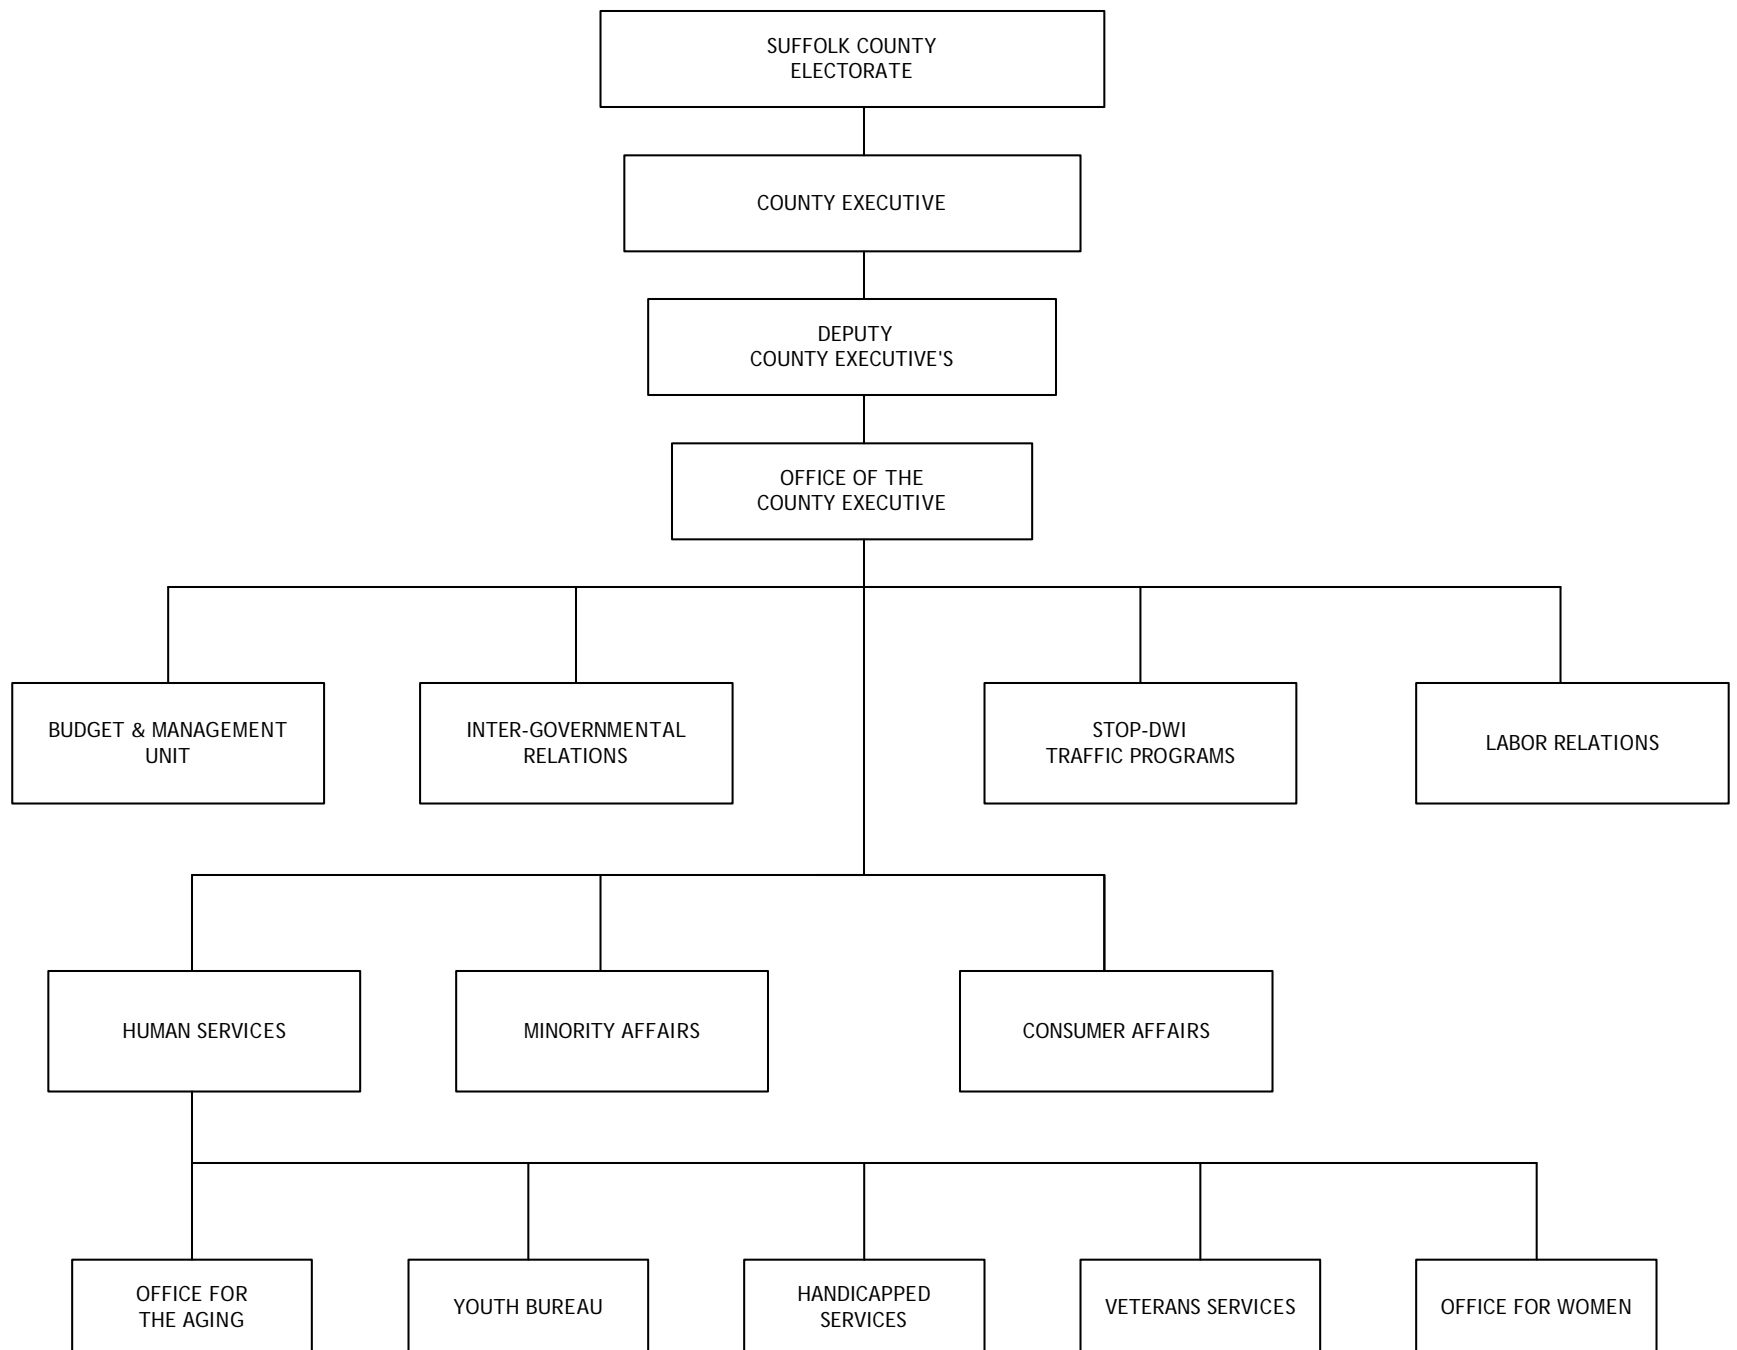 SUFFOLK COUNTY
ELECTORATE
COUNTY EXECUTIVE
DEPUTY
COUNTY EXECUTIVE'S
OFFICE OF THE
COUNTY EXECUTIVE
BUDGET & MANAGEMENT
UNIT
INTER-GOVERNMENTAL
RELATIONS
STOP-DWI
TRAFFIC PROGRAMS
LABOR RELATIONS
HUMAN SERVICES
MINORITY AFFAIRS
CONSUMER AFFAIRS
OFFICE FOR
THE AGING
YOUTH BUREAU
HANDICAPPED
SERVICES
VETERANS SERVICES
OFFICE FOR WOMEN